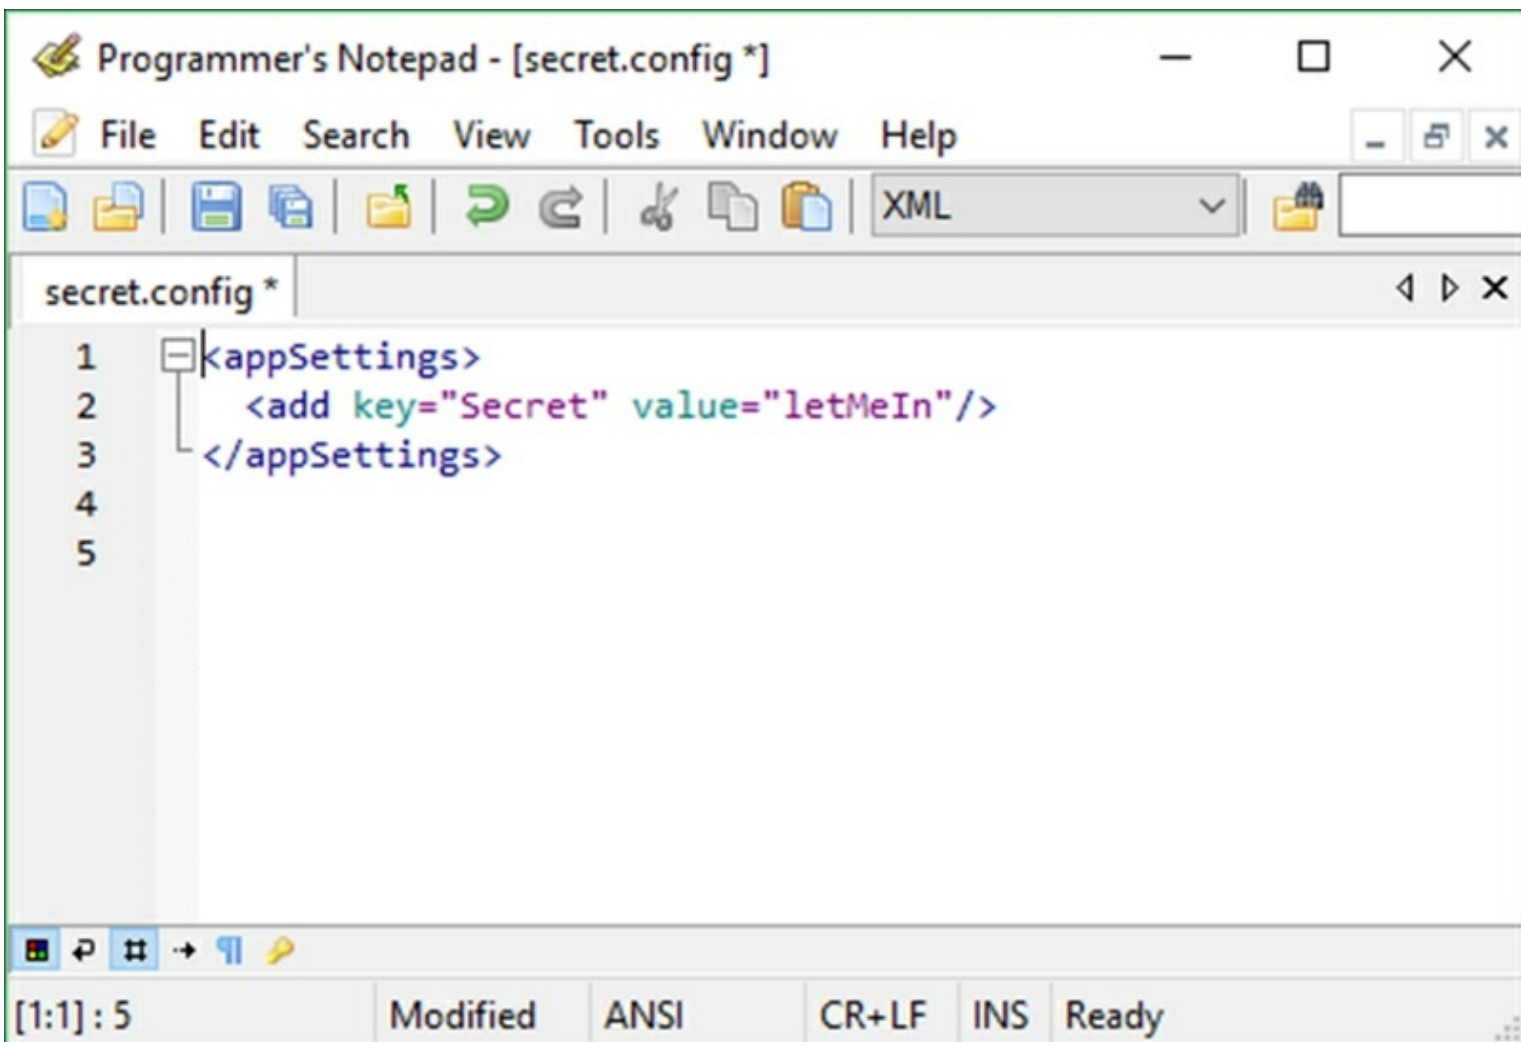 Programmer's Notepad - [secret.config *]
File Edit Search View Tools Window Help
XML
secret.config *
1 <appSettings>
2 <add key="Secret" value="letMeIn"/>
3 </appSettings>
4
5
[1:1] : 5 Modified ANSI CR+LF INS Ready